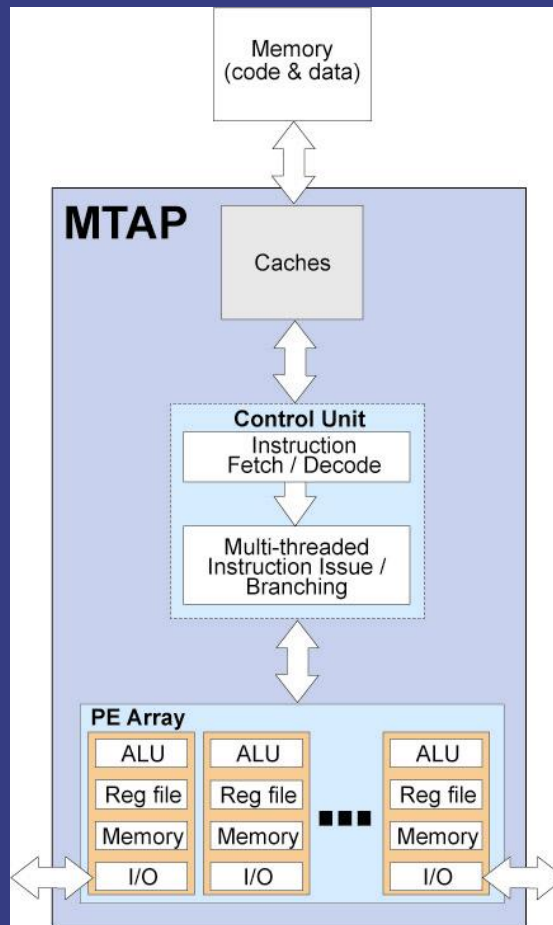 Memory
(code & data)
MTAP
Caches
Control Unit
Instruction
Fetch / Decode
Multi-threaded
Instruction Issue /
Branching
PE Array
ALU
Reg file
Memory
I/O
ALU
Reg file
Memory
I/O
ALU
Reg file
Memory
I/O